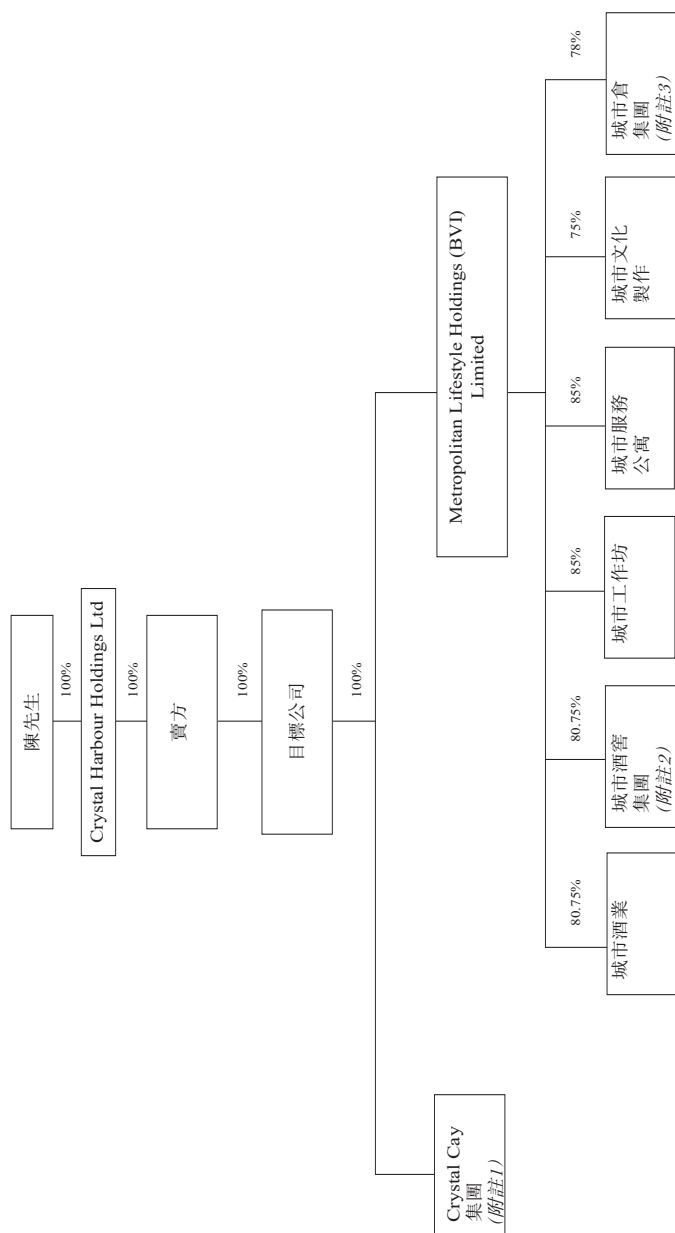 陳先生
100%
Crystal Harbour Holdings Ltd
100%
賣方
100%
目標公司
100%
Crystal Cay
集團
(附註1)
Metropolitan Lifestyle Holdings (BVI)
Limited
80.75%
80.75%
85%
85%
75%
78%
城市酒業
城市酒窖
集團
(附註2)
城市工作坊
城市服務
公寓
城市文化
製作
城市倉
集團
(附註3)